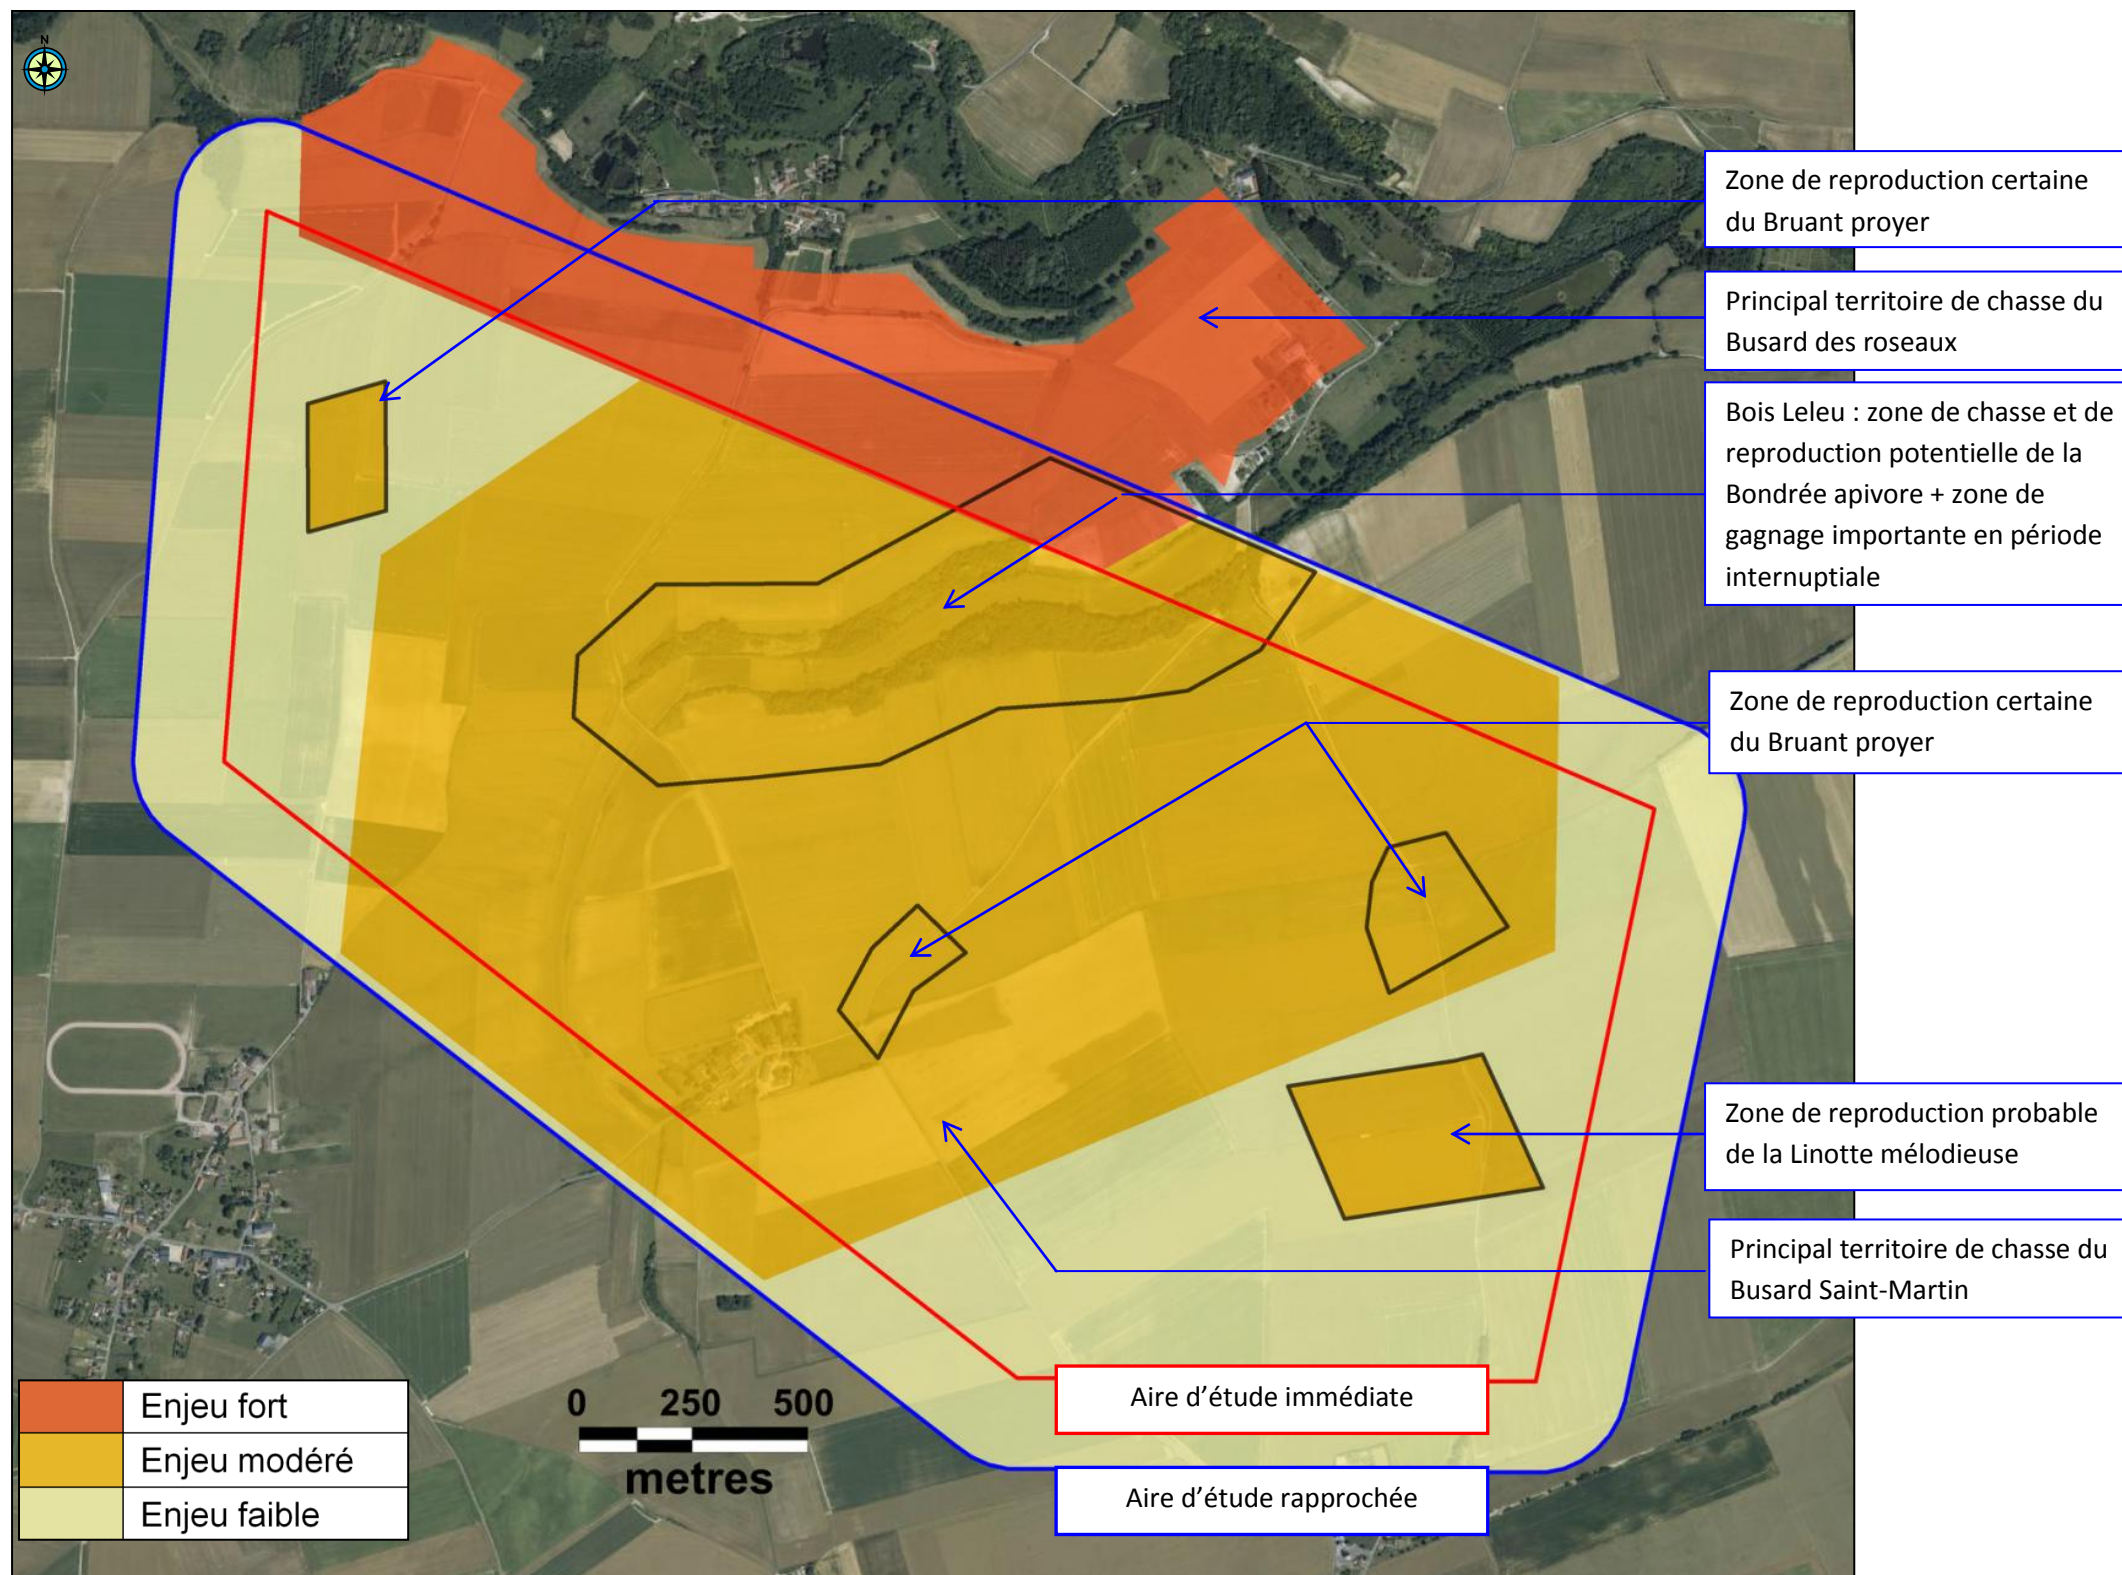 N
Zone de reproduction certaine
du Bruant proyer
Principal territoire de chasse du
Busard des roseaux
Bois Leleu : zone de chasse et de
reproduction potentielle de la
Bondrée apivore + zone de
gagnage importante en période
internuptiale
Zone de reproduction certaine
du Bruant proyer
Zone de reproduction probable
de la Linotte mélodieuse
Principal territoire de chasse du
Busard Saint-Martin
Aire d’étude immédiate
Aire d’étude rapprochée
0 250 500
metres
Enjeu fort
Enjeu modéré
Enjeu faible